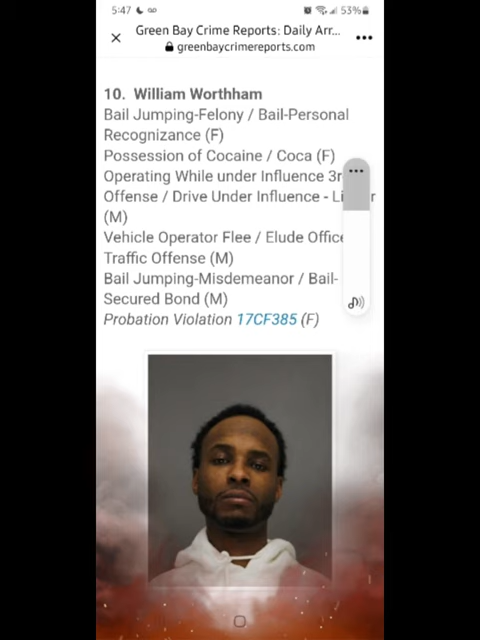 5:47 53%
Green Bay Crime Reports: Daily Arr...
greenbaycrimereports.com
10. William Worthham
Bail Jumping-Felony / Bail-Personal
Recognizance (F)
Possession of Cocaine / Coca (F)
Operating While under Influence 3r
Offense / Drive Under Influence - Li r
(M)
Vehicle Operator Flee / Elude Office
Traffic Offense (M)
Bail Jumping-Misdemeanor / Bail-
Secured Bond (M)
Probation Violation 17CF385 (F)